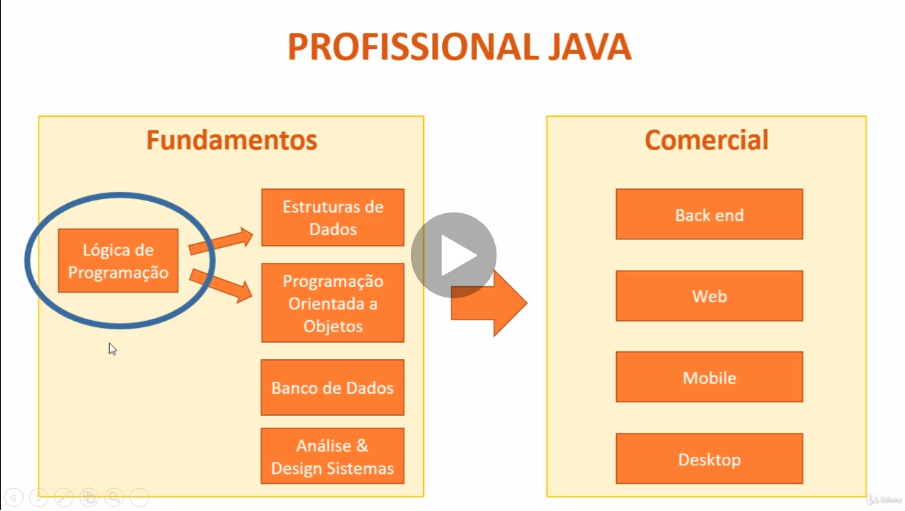 PROFISSIONAL JAVA
Fundamentos
Lógica de
Programação
Estruturas de
Dados
Programação
Orientada a
Objetos
Banco de Dados
Análise &
Design Sistemas
Comercial
Back end
Web
Mobile
Desktop
Udemy